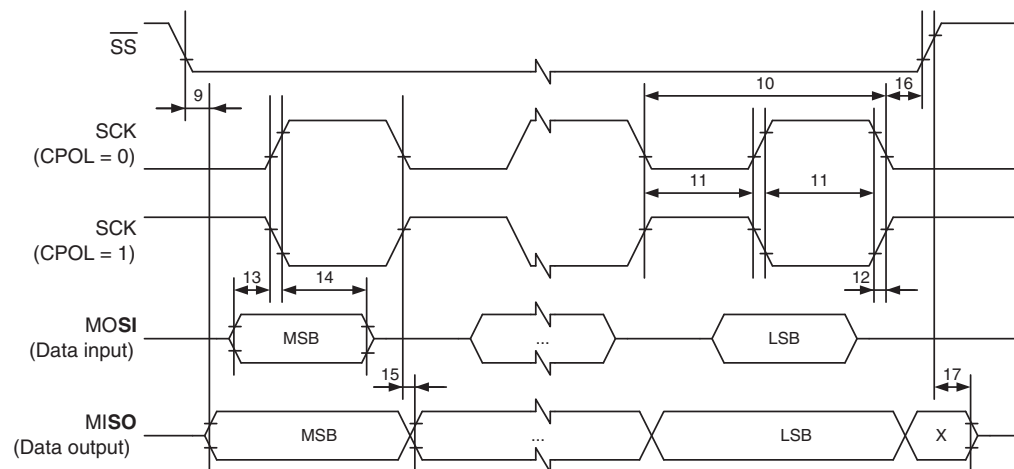 SS
10
16
9
SCK
(CPOL = 0)
11
11
SCK
(CPOL = 1)
13
14
12
MOSI
(Data input)
MSB
...
LSB
15
17
MISO
(Data output)
MSB
...
LSB
X